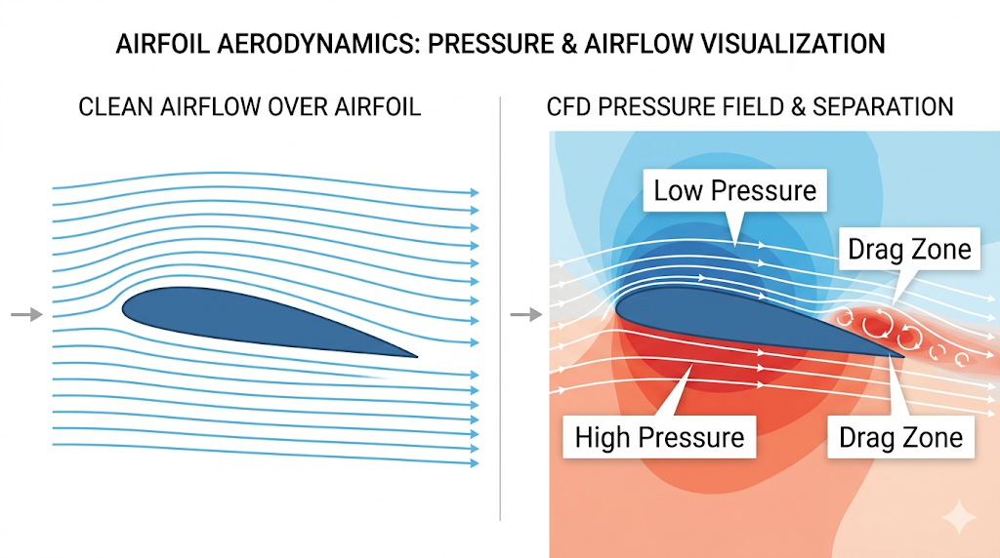 AIRFOIL AERODYNAMICS: PRESSURE & AIRFLOW VISUALIZATION
CLEAN AIRFLOW OVER AIRFOIL
CFD PRESSURE FIELD & SEPARATION
Low Pressure
Drag Zone
High Pressure
Drag Zone